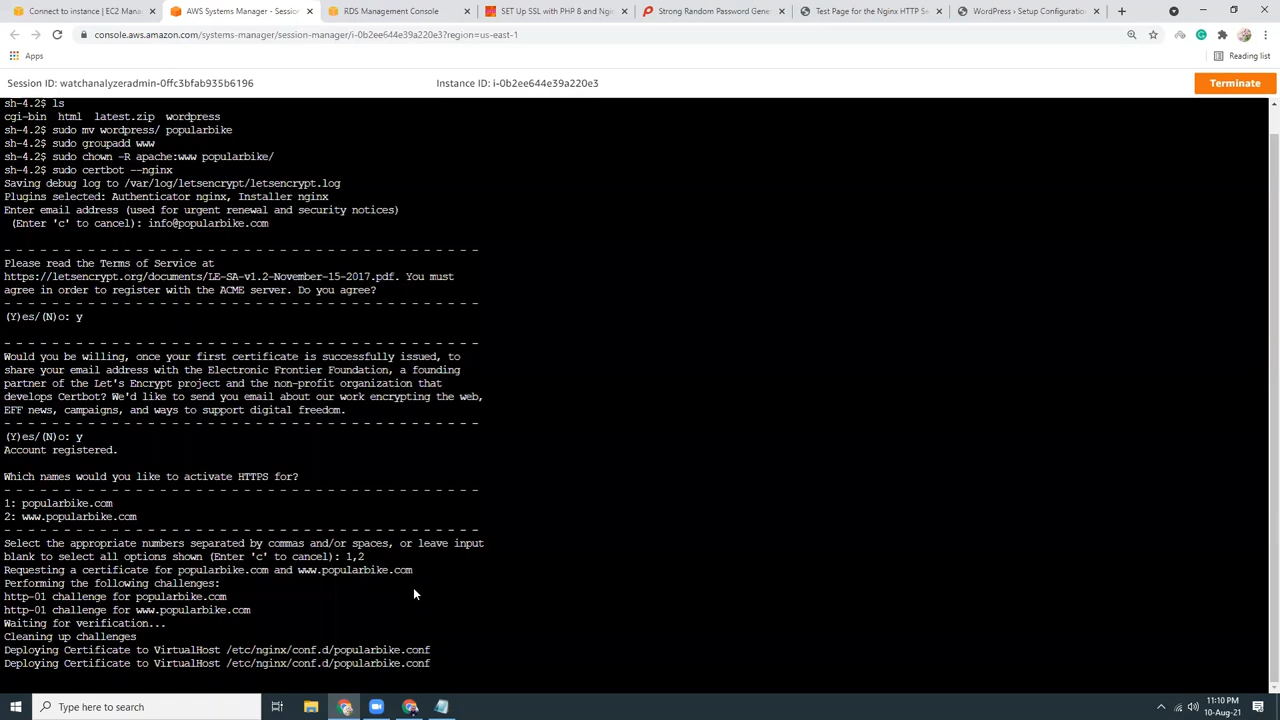 Connect to instance | EC2 Mana
AWS Systems Manager - Session
RDS Management Console
SET Up SSL with PHP 8 and Ngin
Strong Random Password Gene
Test Page for the Nginx HTTP Se
WordPress › Setup Configuratio
console.aws.amazon.com/systems-manager/session-manager/i-0b2ee644e39a220e3?region=us-east-1
Apps
Reading list
Session ID: watchanalyzeradmin-0ffc3bfab935b6196
Instance ID: i-0b2ee644e39a220e3
Terminate
sh-4.2$ ls
cgi-bin  html  latest.zip  wordpress
sh-4.2$ sudo mv wordpress/ popularbike
sh-4.2$ sudo groupadd www
sh-4.2$ sudo chown -R apache:www popularbike/
sh-4.2$ sudo certbot --nginx
Saving debug log to /var/log/letsencrypt/letsencrypt.log
Plugins selected: Authenticator nginx, Installer nginx
Enter email address (used for urgent renewal and security notices)
(Enter 'c' to cancel): info@popularbike.com
- - - - - - - - - - - - - - - - - - - - - - - - - - - - - - - - - - - - - - - -
Please read the Terms of Service at
https://letsencrypt.org/documents/LE-SA-v1.2-November-15-2017.pdf. You must
agree in order to register with the ACME server. Do you agree?
- - - - - - - - - - - - - - - - - - - - - - - - - - - - - - - - - - - - - - - -
(Y)es/(N)o: y
- - - - - - - - - - - - - - - - - - - - - - - - - - - - - - - - - - - - - - - -
Would you be willing, once your first certificate is successfully issued, to
share your email address with the Electronic Frontier Foundation, a founding
partner of the Let's Encrypt project and the non-profit organization that
develops Certbot? We'd like to send you email about our work encrypting the web,
EFF news, campaigns, and ways to support digital freedom.
- - - - - - - - - - - - - - - - - - - - - - - - - - - - - - - - - - - - - - - -
(Y)es/(N)o: y
Account registered.
Which names would you like to activate HTTPS for?
- - - - - - - - - - - - - - - - - - - - - - - - - - - - - - - - - - - - - - - -
1: popularbike.com
2: www.popularbike.com
- - - - - - - - - - - - - - - - - - - - - - - - - - - - - - - - - - - - - - - -
Select the appropriate numbers separated by commas and/or spaces, or leave input
blank to select all options shown (Enter 'c' to cancel): 1,2
Requesting a certificate for popularbike.com and www.popularbike.com
Performing the following challenges:
http-01 challenge for popularbike.com
http-01 challenge for www.popularbike.com
Waiting for verification...
Cleaning up challenges
Deploying Certificate to VirtualHost /etc/nginx/conf.d/popularbike.conf
Deploying Certificate to VirtualHost /etc/nginx/conf.d/popularbike.conf
Type here to search
11:10 PM
10-Aug-21